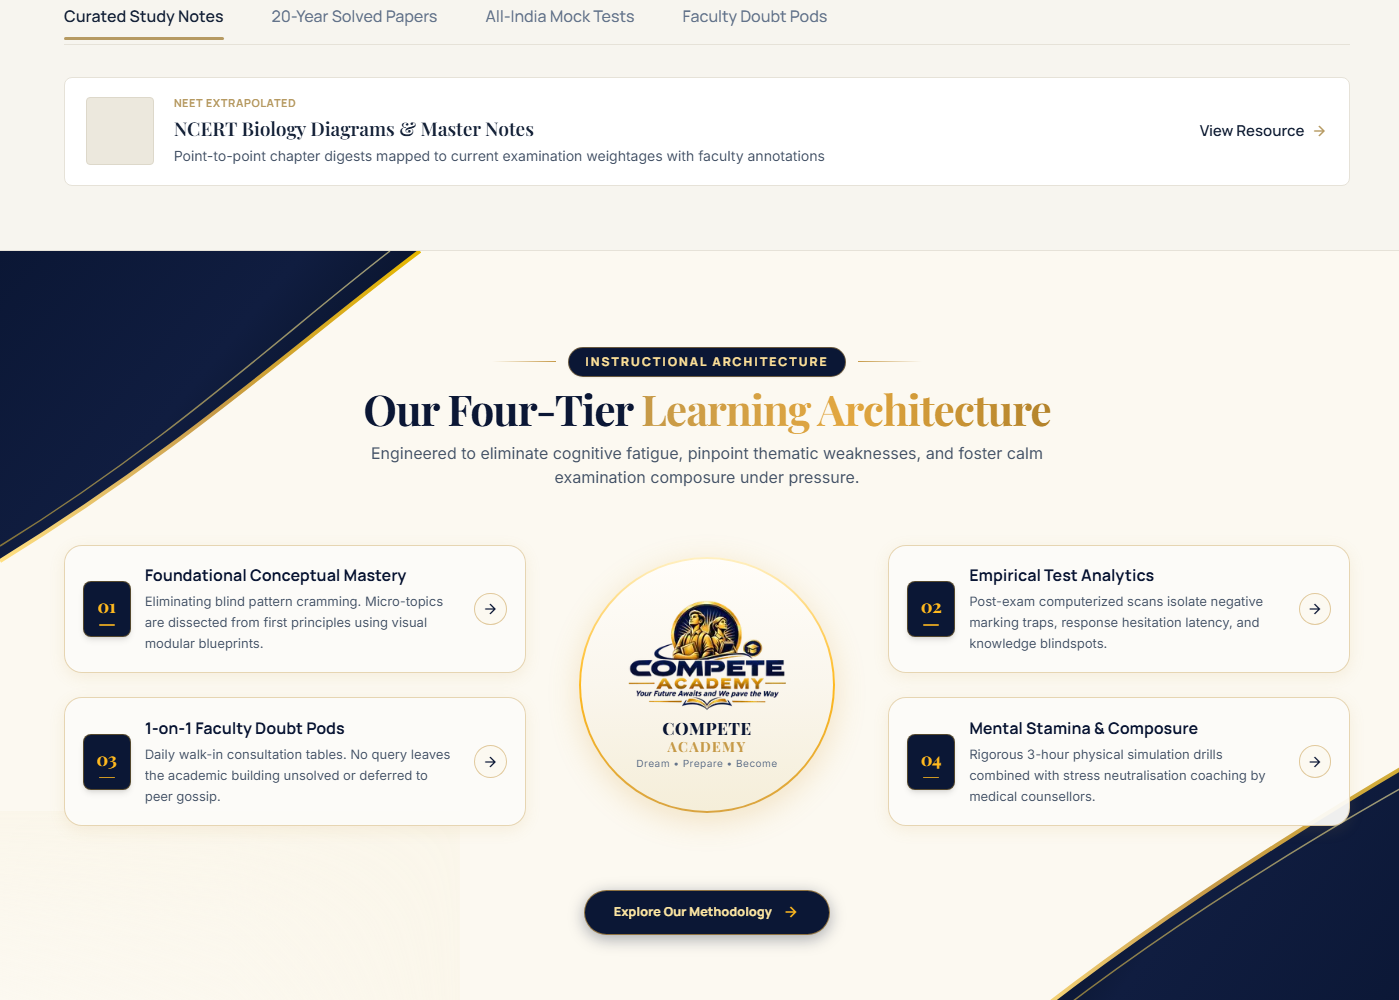 Curated Study Notes
20-Year Solved Papers
All-India Mock Tests
Faculty Doubt Pods
NEET EXTRAPOLATED
NCERT Biology Diagrams & Master Notes
Point-to-point chapter digests mapped to current examination weightages with faculty annotations
View Resource
INSTRUCTIONAL ARCHITECTURE
Our Four-Tier Learning Architecture
Engineered to eliminate cognitive fatigue, pinpoint thematic weaknesses, and foster calm
examination composure under pressure.
01
Foundational Conceptual Mastery
Eliminating blind pattern cramming. Micro-topics
are dissected from first principles using visual
modular blueprints.
COMPETE
ACADEMY
Your Future Awaits and We pave the Way
COMPETE
ACADEMY
Dream • Prepare • Become
02
Empirical Test Analytics
Post-exam computerized scans isolate negative
marking traps, response hesitation latency, and
knowledge blindspots.
03
1-on-1 Faculty Doubt Pods
Daily walk-in consultation tables. No query leaves
the academic building unsolved or deferred to
peer gossip.
04
Mental Stamina & Composure
Rigorous 3-hour physical simulation drills
combined with stress neutralisation coaching by
medical counsellors.
Explore Our Methodology